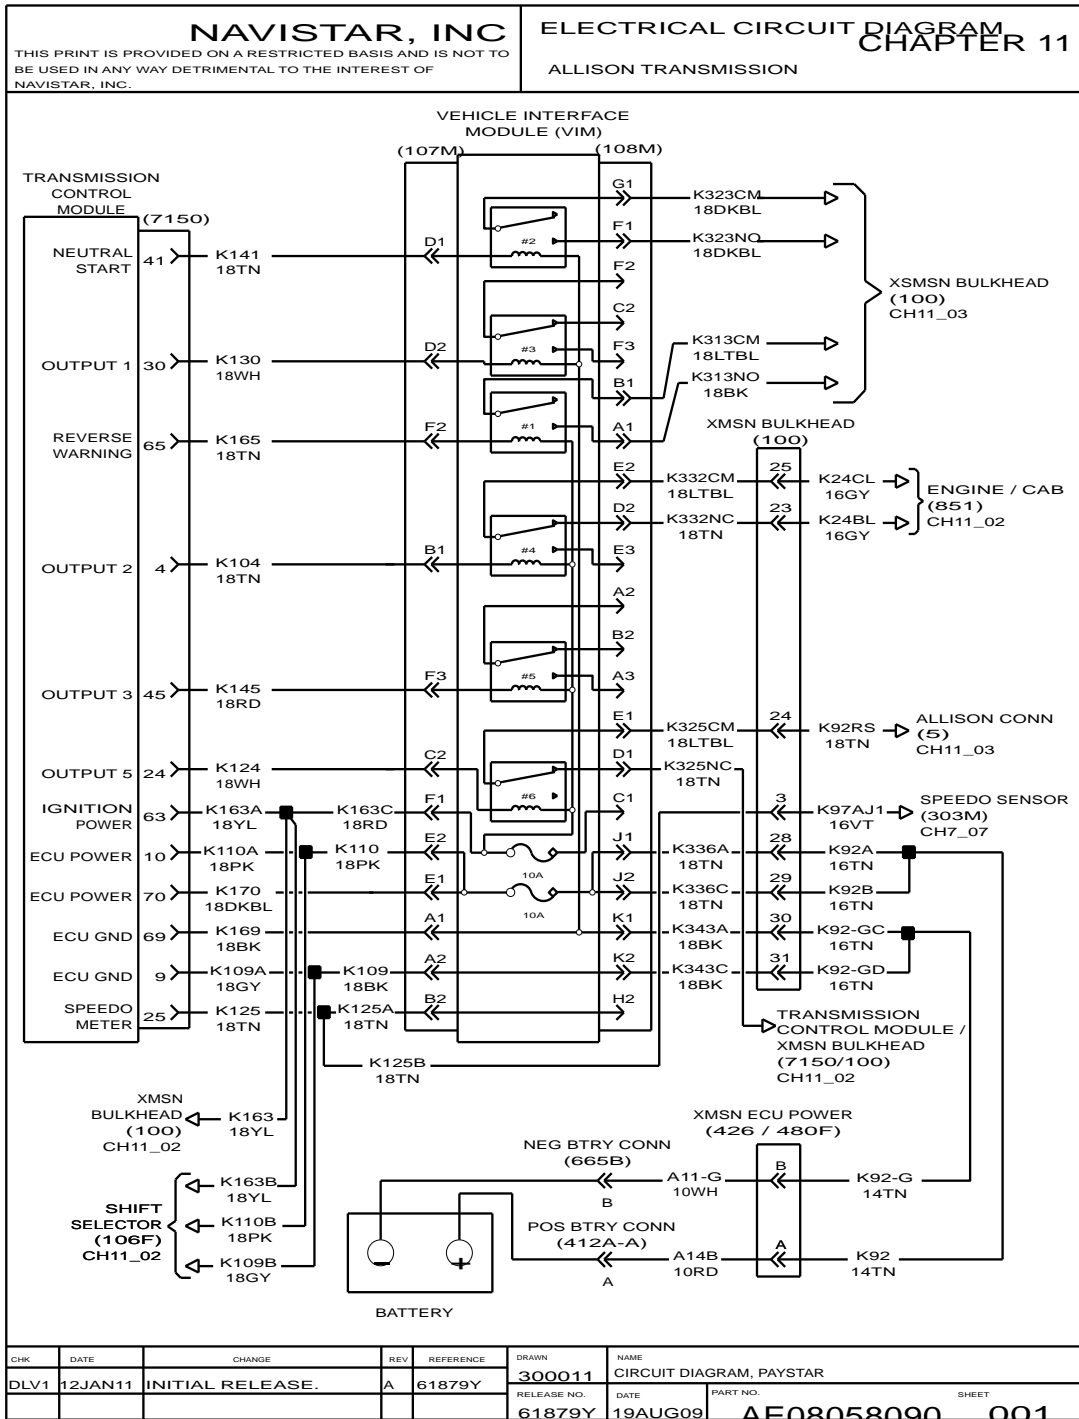 NAVISTAR, INC
THIS PRINT IS PROVIDED ON A RESTRICTED BASIS AND IS NOT TO
BE USED IN ANY WAY DETRIMENTAL TO THE INTEREST OF
NAVISTAR, INC.
ELECTRICAL CIRCUIT DIAGRAM
CHAPTER 11
ALLISON TRANSMISSION
VEHICLE INTERFACE
MODULE (VIM)
(107M)
(108M)
TRANSMISSION
CONTROL
MODULE
(7150)
G1
K323CM
18DKBL
F1
K323NO
18DKBL
#2
NEUTRAL
START
41
K141
18TN
D1
F2
XSMSN BULKHEAD
(100)
CH11_03
C2
#3
OUTPUT 1
30
K130
18WH
D2
F3
K313CM
18LTBL
B1
K313NO
18BK
#1
REVERSE
WARNING
65
K165
18TN
F2
A1
XMSN BULKHEAD
(100)
E2
K332CM
18LTBL
25
K24CL
16GY
ENGINE / CAB
(851)
CH11_02
D2
K332NC
18TN
23
K24BL
16GY
#4
OUTPUT 2
4
K104
18TN
B1
E3
A2
B2
#5
OUTPUT 3
45
K145
18RD
F3
A3
E1
K325CM
18LTBL
24
K92RS
18TN
ALLISON CONN
(5)
CH11_03
OUTPUT 5
24
K124
18WH
C2
D1
K325NC
18TN
#6
IGNITION
POWER
63
K163A
18YL
K163C
18RD
F1
C1
3
K97AJ1
16VT
SPEEDO SENSOR
(303M)
CH7_07
ECU POWER
10
K110A
18PK
K110
18PK
E2
10A
J1
K336A
18TN
28
K92A
16TN
ECU POWER
70
K170
18DKBL
E1
10A
J2
K336C
18TN
29
K92B
16TN
ECU GND
69
K169
18BK
A1
K1
K343A
18BK
30
K92-GC
16TN
ECU GND
9
K109A
18GY
K109
18BK
A2
K2
K343C
18BK
31
K92-GD
16TN
SPEEDO
METER
25
K125
18TN
K125A
18TN
B2
H2
TRANSMISSION
CONTROL MODULE /
XMSN BULKHEAD
(7150/100)
CH11_02
K125B
18TN
XMSN
BULKHEAD
(100)
CH11_02
K163
18YL
XMSN ECU POWER
(426 / 480F)
NEG BTRY CONN
(665B)
B
A11-G
10WH
B
K92-G
14TN
SHIFT
SELECTOR
(106F)
CH11_02
K163B
18YL
K110B
18PK
K109B
18GY
POS BTRY CONN
(412A-A)
A
A14B
10RD
A
K92
14TN
BATTERY
CHK DATE CHANGE REV REFERENCE
DLV1 12JAN11 INITIAL RELEASE. A 61879Y
DRAWN
300011
NAME
CIRCUIT DIAGRAM, PAYSTAR
RELEASE NO.
61879Y
DATE
19AUG09
PART NO.
AE08058090
SHEET
001